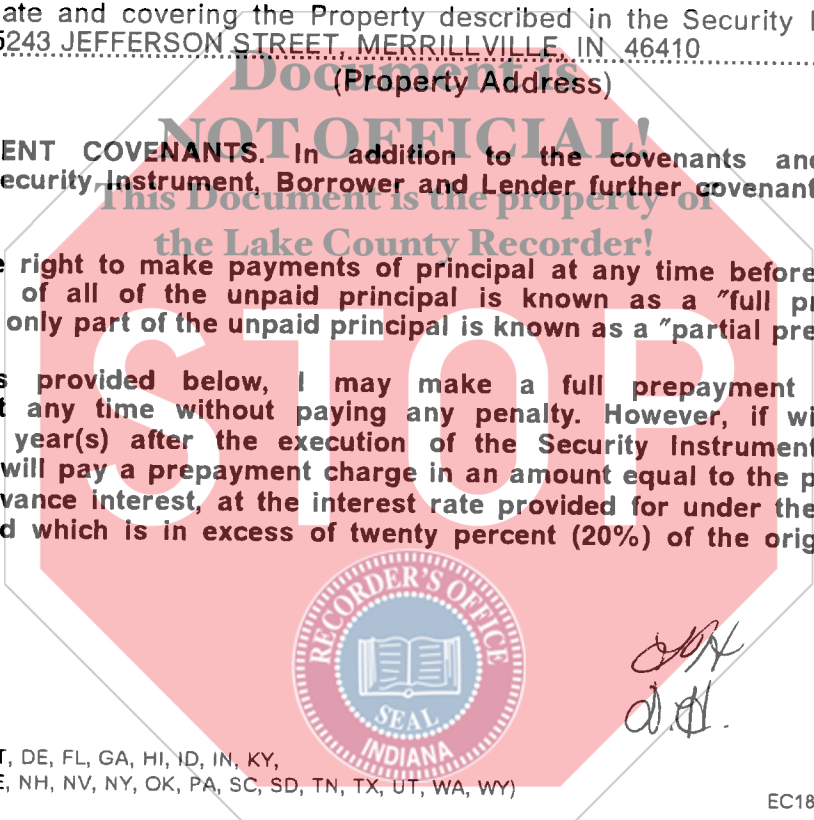 ate and covering the Property described in the Security I
5243 JEFFERSON STREET, MERRILLVILLE, IN 46410
Document is
(Property Address)
NOT OFFICIAL!
ENT COVENANTS. In addition to the covenants and
ecurity Instrument, Borrower and Lender further covenant
This Document is the property of
the Lake County Recorder!
e right to make payments of principal at any time before
of all of the unpaid principal is known as a "full pr
only part of the unpaid principal is known as a "partial pre
STOP
s provided below, I may make a full prepayment
t any time without paying any penalty. However, if wi
year(s) after the execution of the Security Instrument
will pay a prepayment charge in an amount equal to the p
vance interest, at the interest rate provided for under the
d which is in excess of twenty percent (20%) of the orig
RECORDER'S OFFICE
SEAL
INDIANA
D.H.
T, DE, FL, GA, HI, ID, IN, KY,
E, NH, NV, NY, OK, PA, SC, SD, TN, TX, UT, WA, WY)
EC18